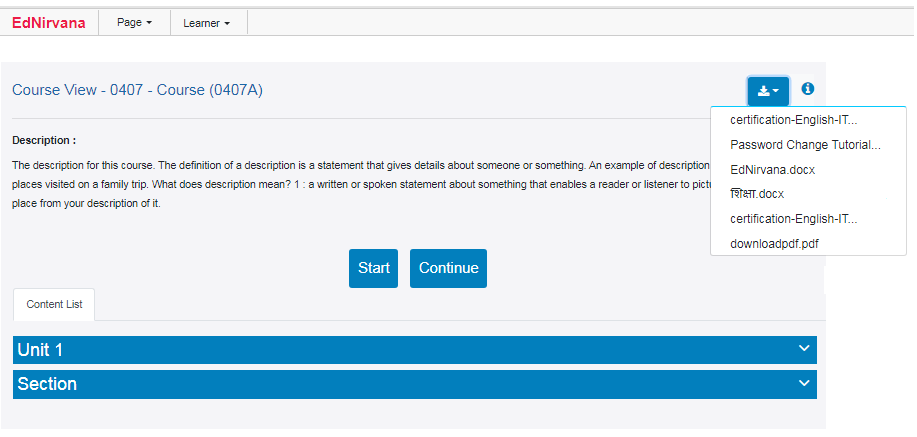 EdNirvana Page Learner
Course View - 0407 - Course (0407A)
certification-English-IT...
Password Change Tutorial...
EdNirvana.docx
शिक्षा.docx
certification-English-IT...
downloadpdf.pdf
Description :
The description for this course. The definition of a description is a statement that gives details about someone or something. An example of description
places visited on a family trip. What does description mean? 1 : a written or spoken statement about something that enables a reader or listener to
place from your description of it.
Start Continue
Content List
Unit 1
Section